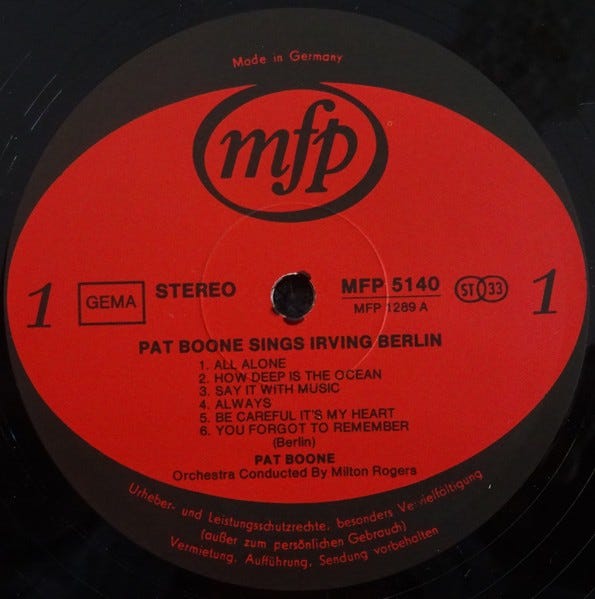 Made in Germany
mfp
1 GEMA STEREO MFP 5140 ST 33 1
MFP 1289 A
PAT BOONE SINGS IRVING BERLIN
1. ALL ALONE
2. HOW DEEP IS THE OCEAN
3. SAY IT WITH MUSIC
4. ALWAYS
5. BE CAREFUL IT'S MY HEART
6. YOU FORGOT TO REMEMBER
(Berlin)
PAT BOONE
Orchestra Conducted By Milton Rogers
Urheber- und Leistungsschutzrechte, besonders Vervielfältigung
(außer zum persönlichen Gebrauch)
Vermietung, Aufführung, Sendung vorbehalten